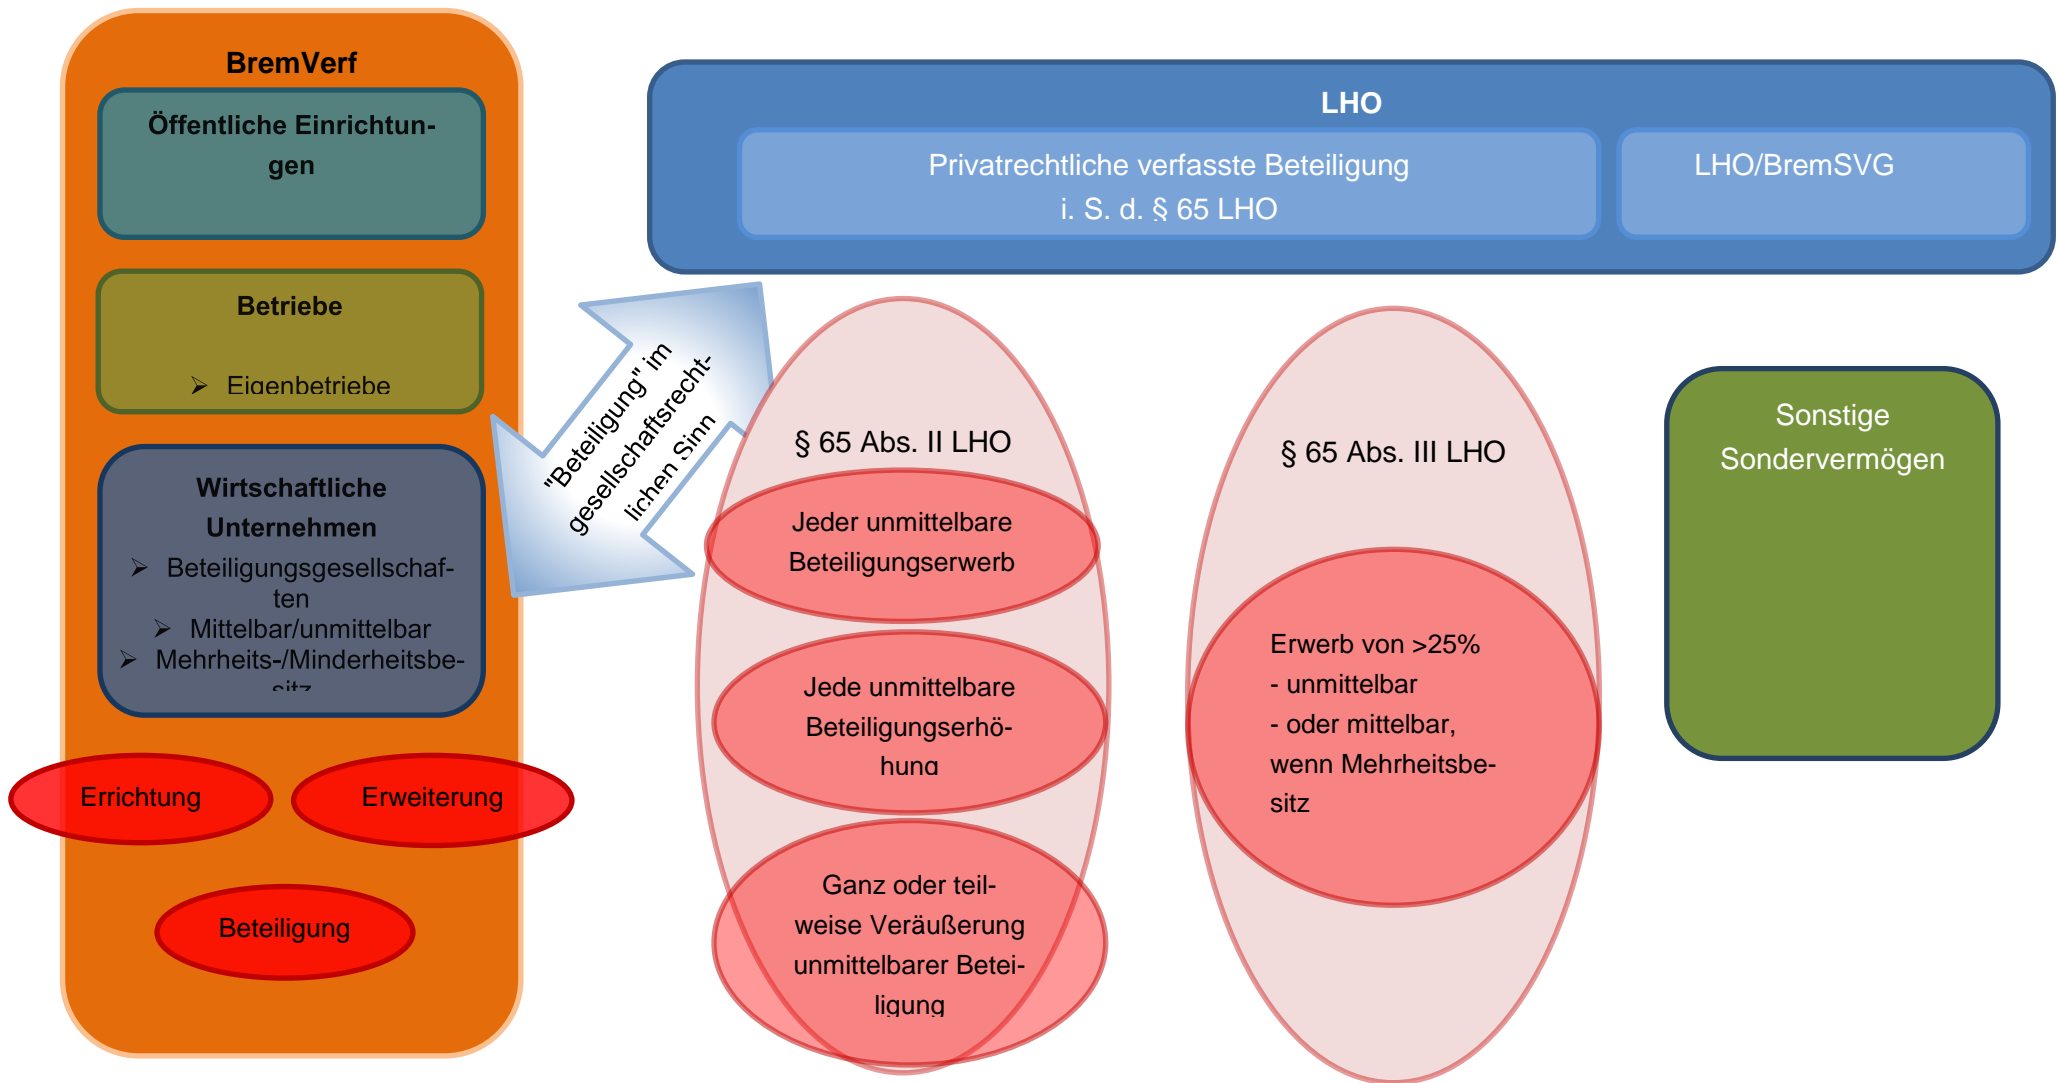 BremVerf
Öffentliche Einrichtun-
gen
Betriebe
➢ Eigenbetriebe
Wirtschaftliche
Unternehmen
➢ Beteiligungsgesellschaf-
ten
➢ Mittelbar/unmittelbar
➢ Mehrheits-/Minderheitsbe-
sitz
Errichtung
Erweiterung
Beteiligung
"Beteiligung" im
gesellschaftsrecht-
lichen Sinn
LHO
Privatrechtliche verfasste Beteiligung
i. S. d. § 65 LHO
LHO/BremSVG
§ 65 Abs. II LHO
Jeder unmittelbare
Beteiligungserwerb
Jede unmittelbare
Beteiligungserhö-
hung
Ganz oder teil-
weise Veräußerung
unmittelbarer Betei-
ligung
§ 65 Abs. III LHO
Erwerb von >25%
- unmittelbar
- oder mittelbar,
wenn Mehrheitsbe-
sitz
Sonstige
Sondervermögen